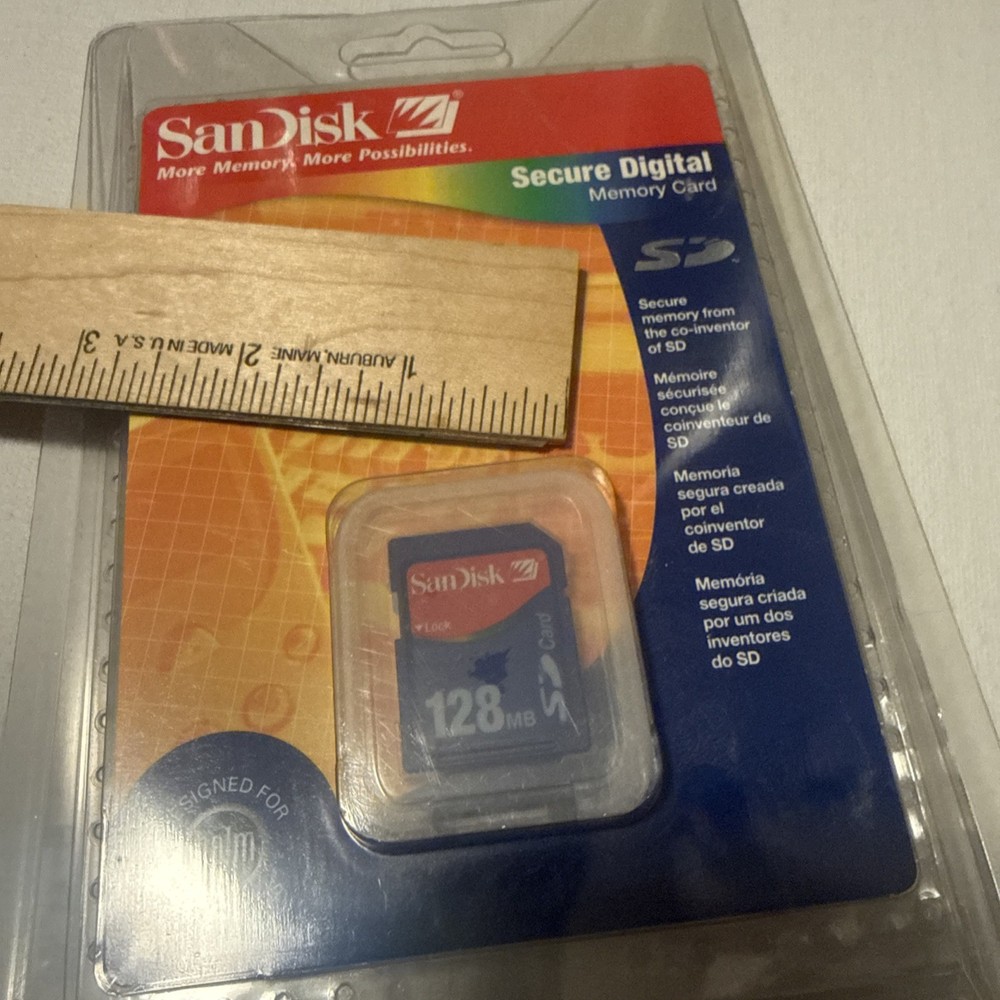 SanDisk ®
More Memory. More Possibilities.
Secure Digital
Memory Card
SD ™
Secure
memory from
the co-inventor
of SD
Mémoire
sécurisée
conçue le
coinventeur de
SD
Memoria
segura creada
por el
coinventor
de SD
Memória
segura criada
por um dos
inventores
do SD
1 AUBURN, MAINE 2 MADE IN U.S.A 3
SanDisk
Lock
128MB
SD Card
SIGNED FOR